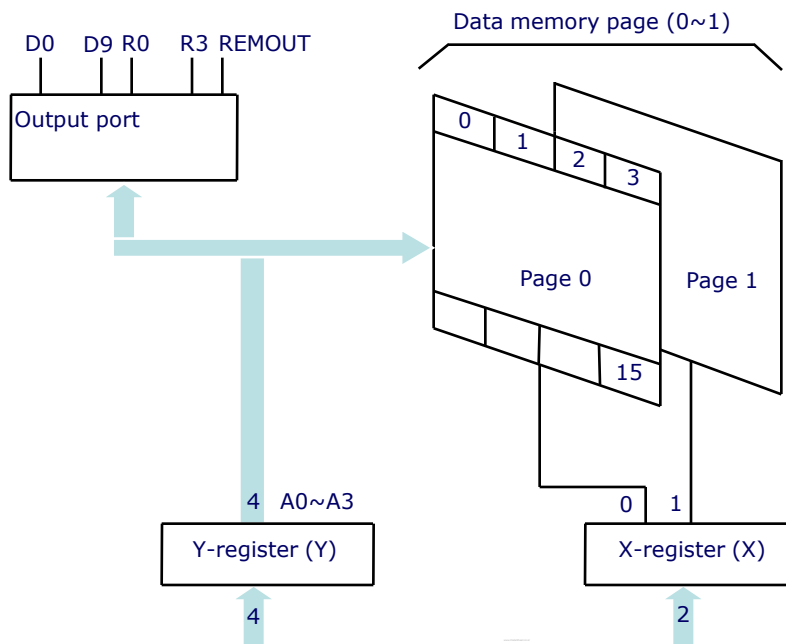 Data memory page (0~1)
D0 D9 R0 R3 REMOUT
Output port
0
1
2
3
Page 0
Page 1
15
4 A0~A3
0 1
Y-register (Y)
X-register (X)
4
2